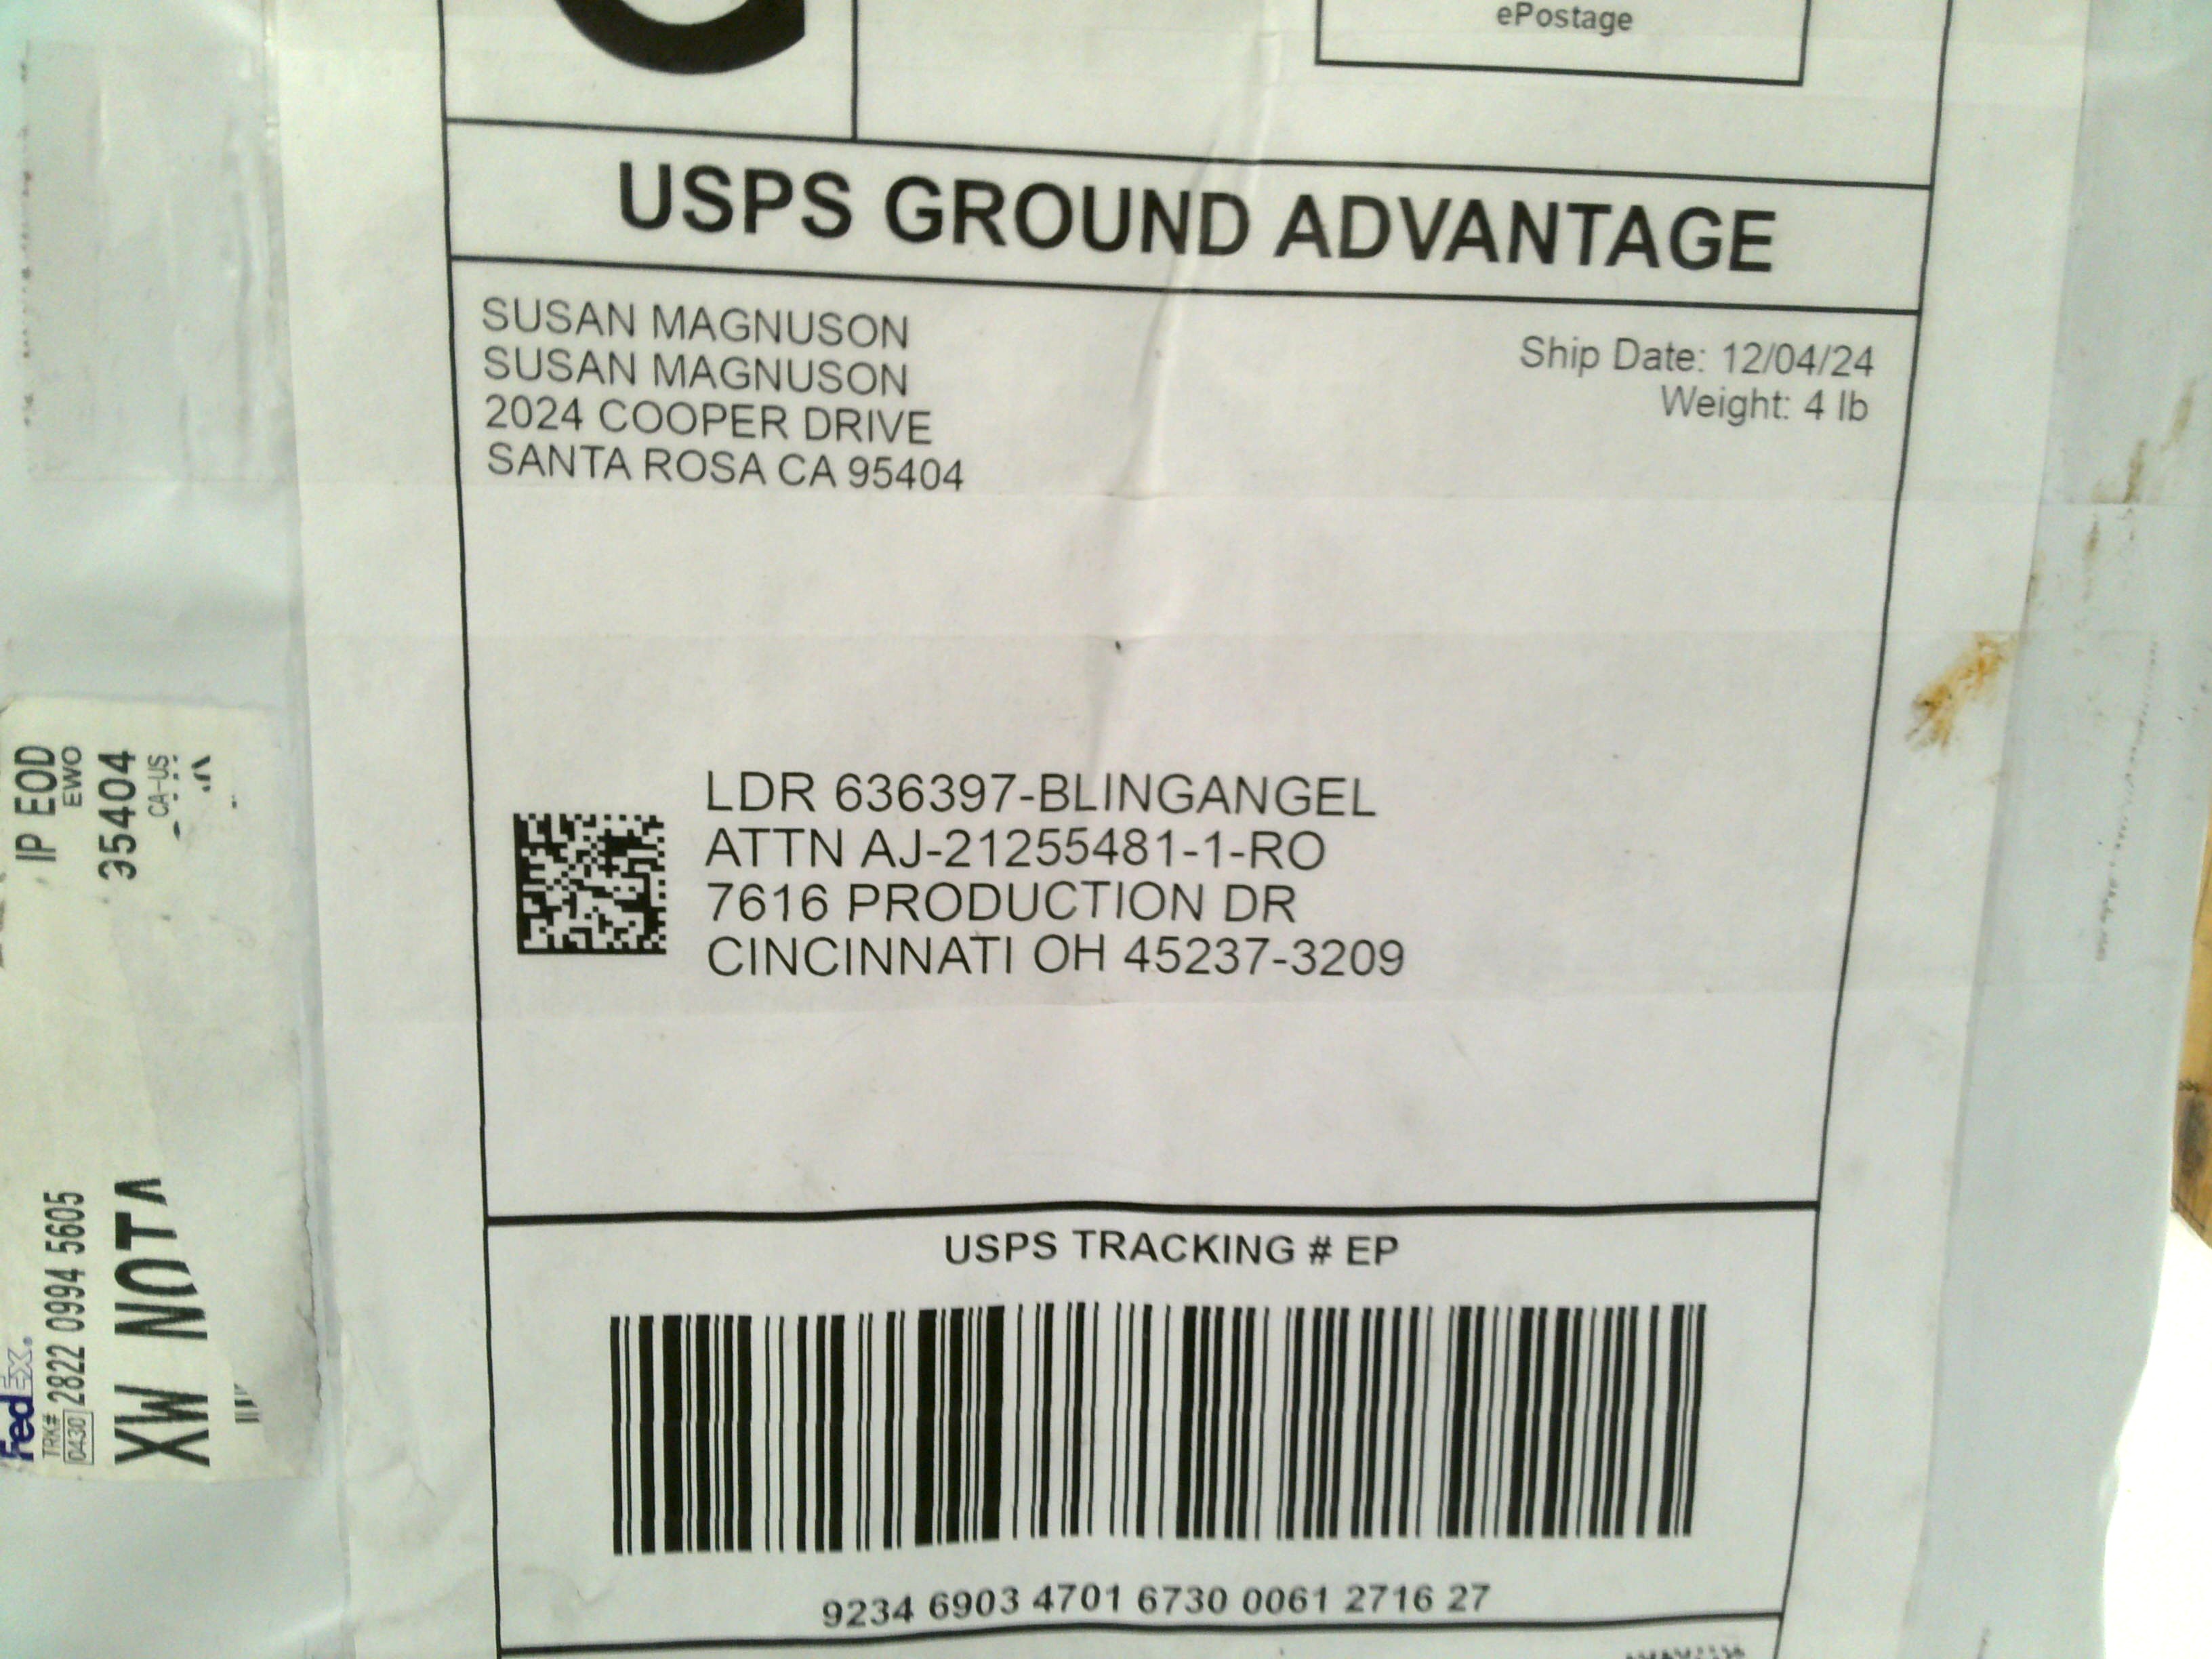 ePostage
USPS GROUND ADVANTAGE
SUSAN MAGNUSON
SUSAN MAGNUSON
2024 COOPER DRIVE
SANTA ROSA CA 95404
Ship Date: 12/04/24
Weight: 4 lb
LDR 636397-BLINGANGEL
ATTN AJ-21255481-1-RO
7616 PRODUCTION DR
CINCINNATI OH 45237-3209
USPS TRACKING # EP
9234 6903 4701 6730 0061 2716 27
FedEx
TRK# 2822 0994 5605
0430
XW NOTA
IP EOD
EWO
95404
CA-US